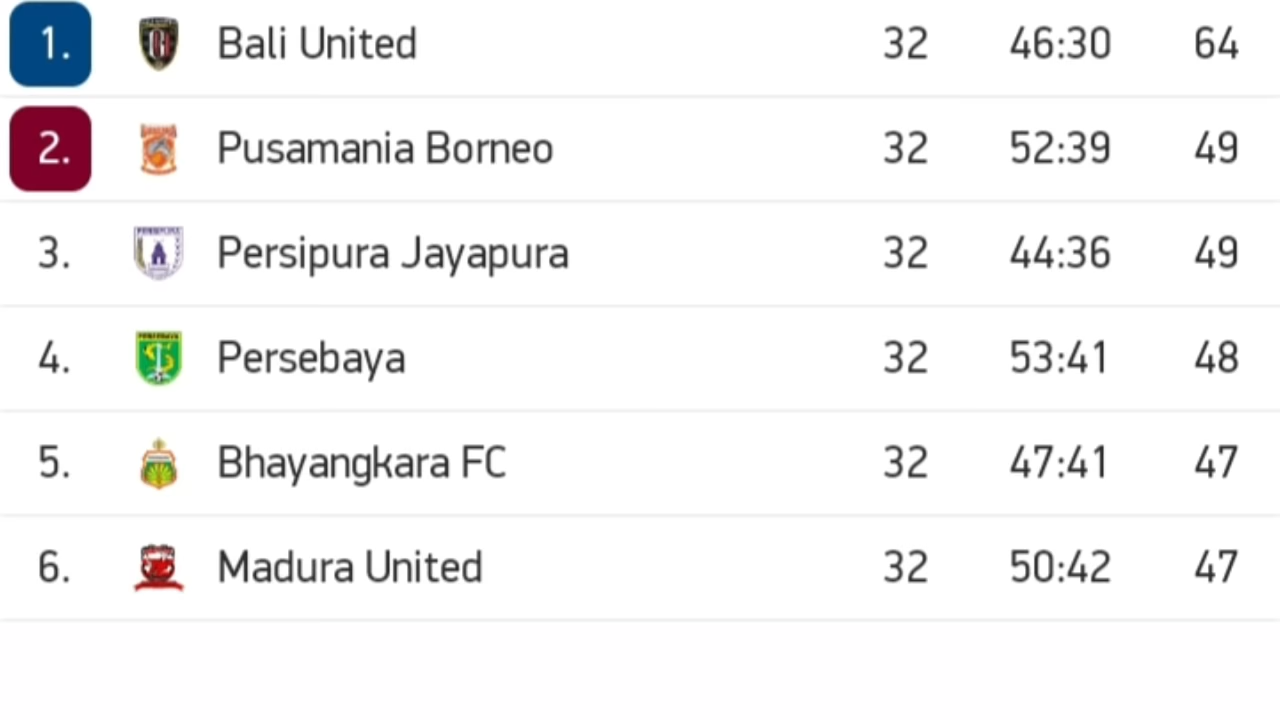 1. Bali United 32 46:30 64
2. Pusamania Borneo 32 52:39 49
3. Persipura Jayapura 32 44:36 49
4. Persebaya 32 53:41 48
5. Bhayangkara FC 32 47:41 47
6. Madura United 32 50:42 47